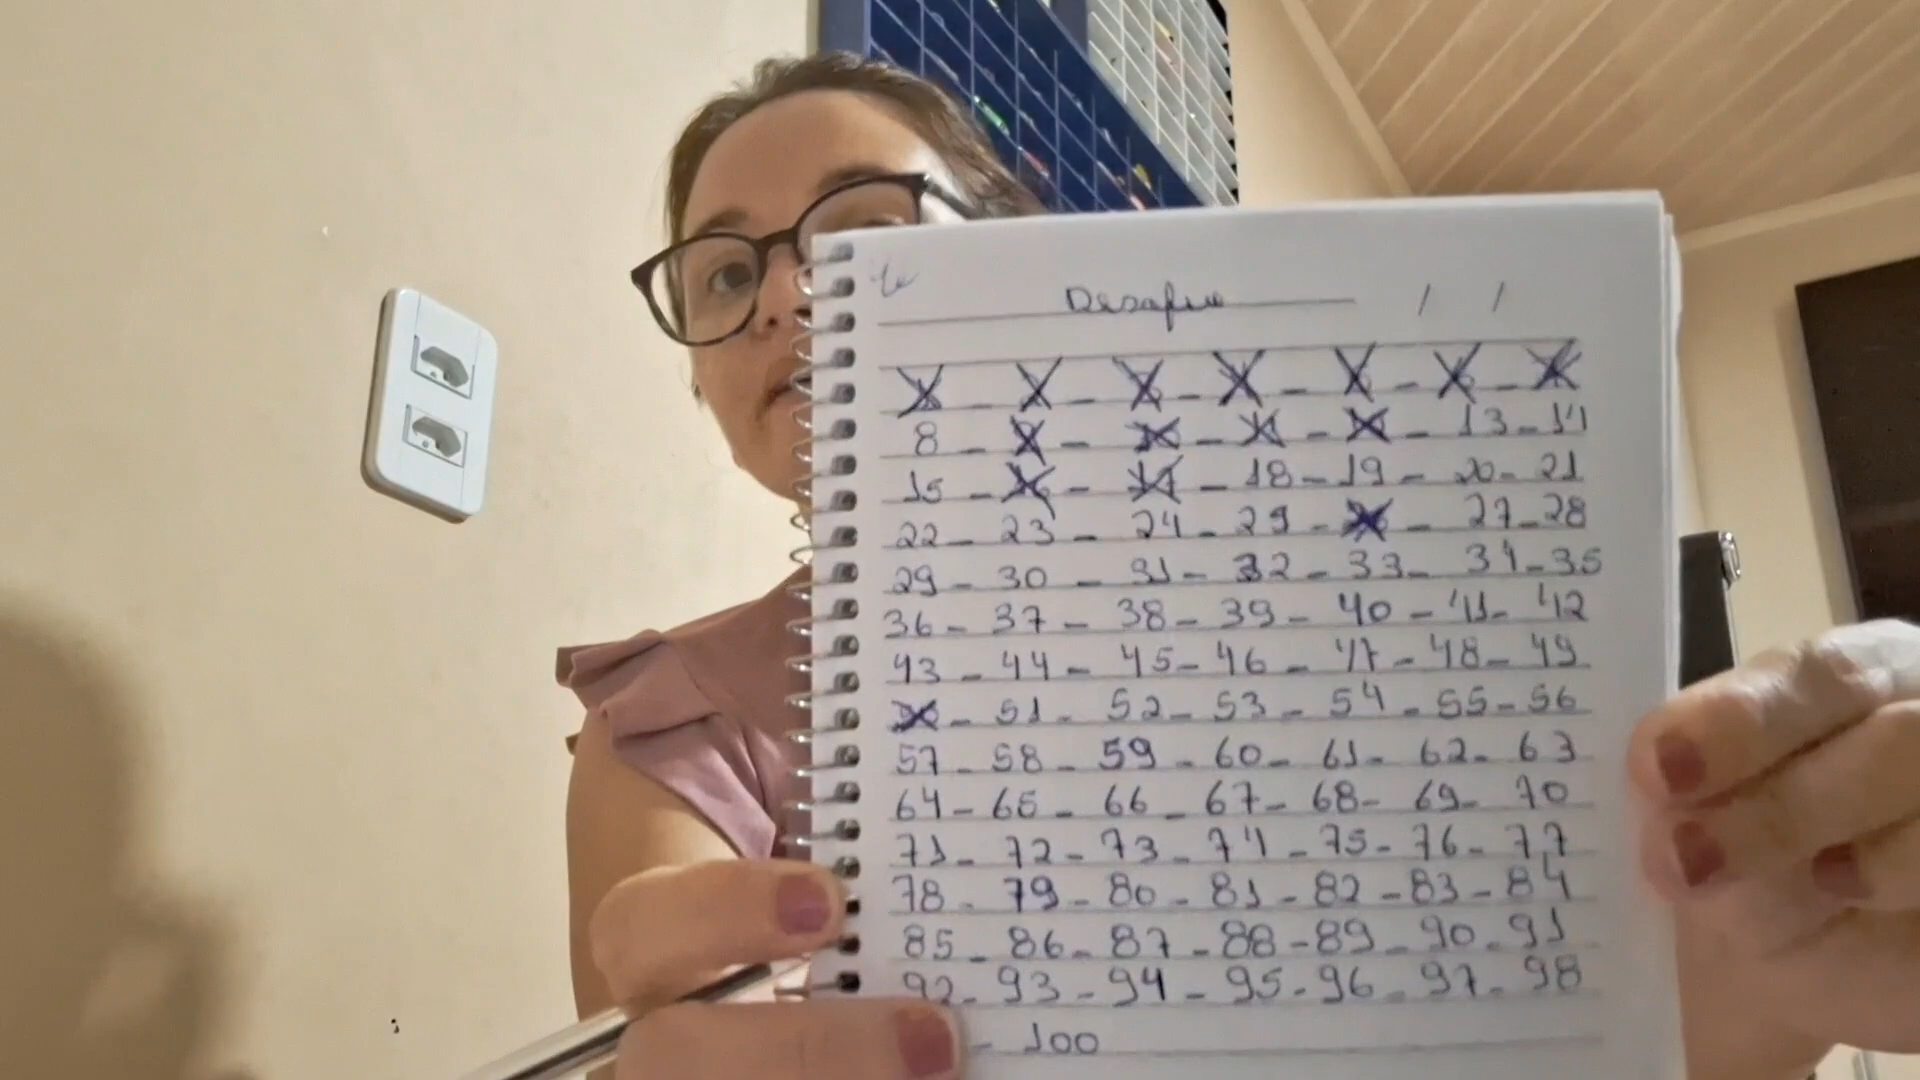 Desafio / /
8 - - - - - 13 - 14
15 - - - 18 - 19 - 20 - 21
22 - 23 - 24 - 29 - - 27 - 28
29 - 30 - 31 - 32 - 33 - 34 - 35
36 - 37 - 38 - 39 - 40 - 41 - 42
43 - 44 - 45 - 46 - 47 - 48 - 49
- 51 - 52 - 53 - 54 - 55 - 56
57 - 58 - 59 - 60 - 61 - 62 - 63
64 - 65 - 66 - 67 - 68 - 69 - 70
71 - 72 - 73 - 74 - 75 - 76 - 77
78 - 79 - 80 - 81 - 82 - 83 - 84
85 - 86 - 87 - 88 - 89 - 90 - 91
92 - 93 - 94 - 95 - 96 - 97 - 98
- 100